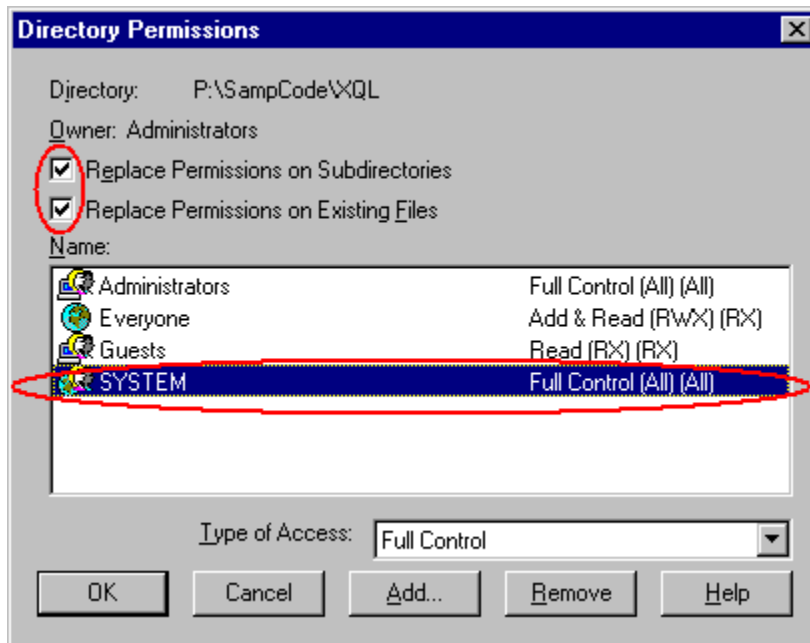 Directory Permissions
Directory: P:\SampCode\XQL
Owner: Administrators
Replace Permissions on Subdirectories
Replace Permissions on Existing Files
Name:
Administrators Full Control (All) (All)
Everyone Add & Read (RWX) (RX)
Guests Read (RX) (RX)
SYSTEM Full Control (All) (All)
Type of Access: Full Control
OK Cancel Add... Remove Help